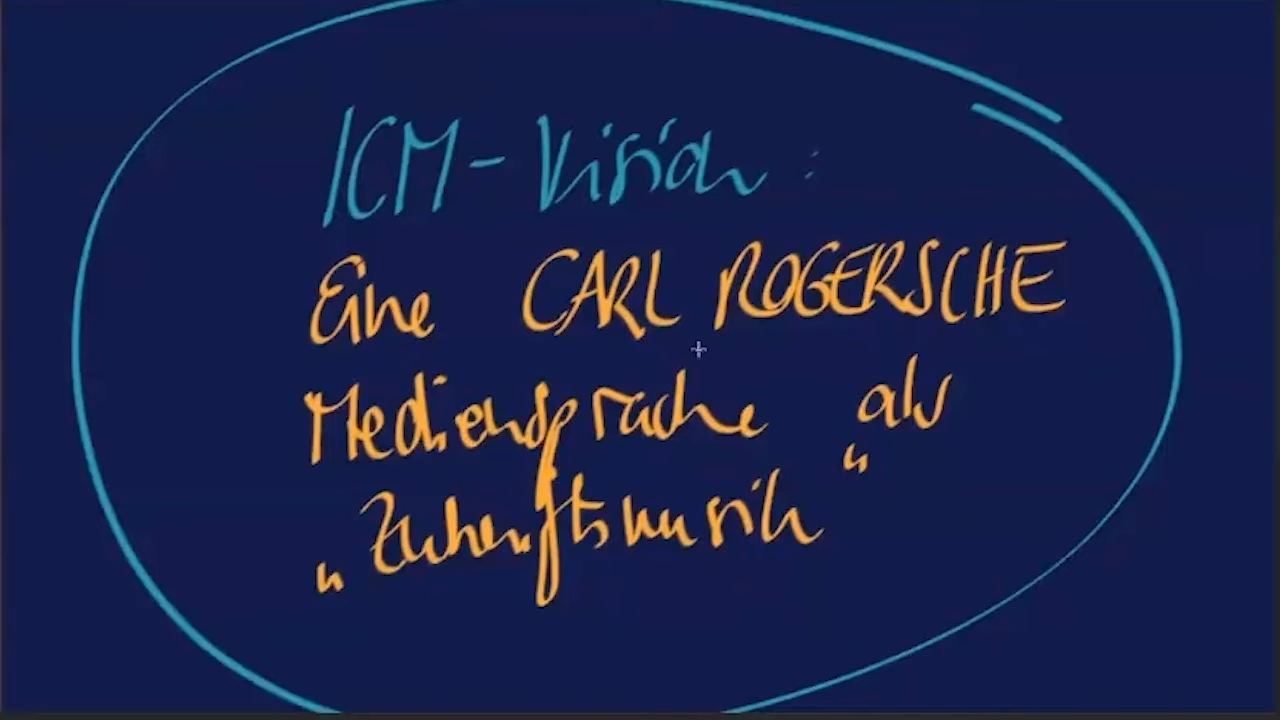 ICM - Vision :
Eine CARL ROGERSCHE
Mediensprache als
„Zukunftsmusik“